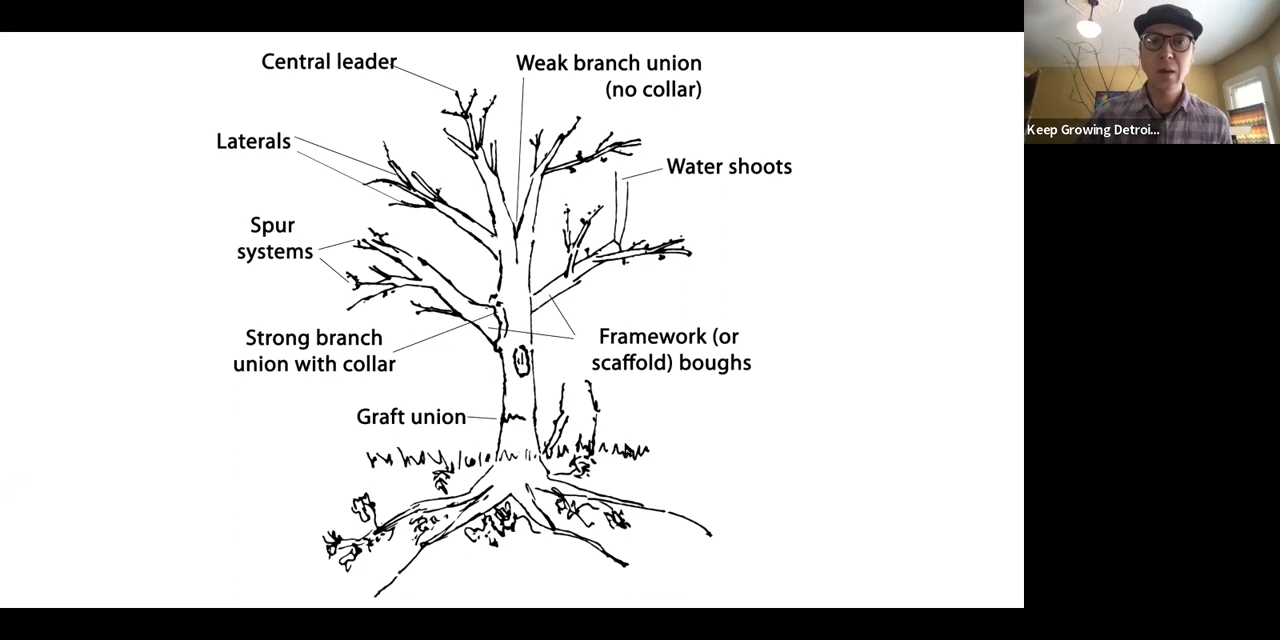 Central leader
Weak branch union
(no collar)
Laterals
Water shoots
Spur
systems
Strong branch
union with collar
Framework (or
scaffold) boughs
Graft union
Keep Growing Detroi...